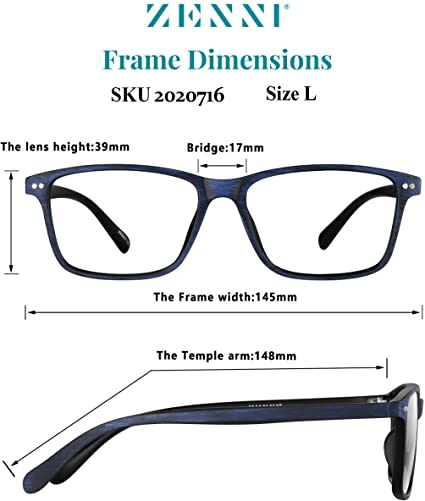 ZENNI®
Frame Dimensions
SKU 2020716 Size L
The lens height:39mm Bridge:17mm
The Frame width:145mm
The Temple arm:148mm